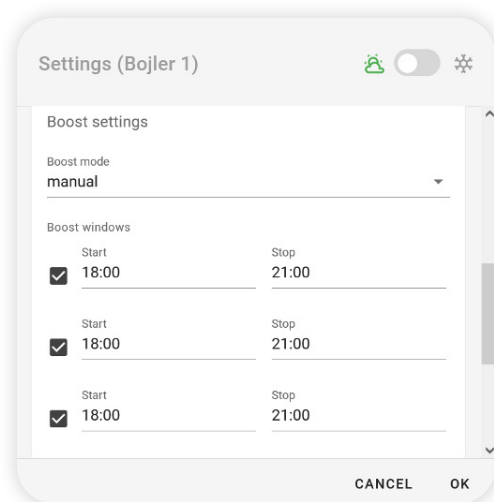 Settings (Bojler 1)
Boost settings
Boost mode
manual
Boost windows
Start Stop
18:00 21:00
Start Stop
18:00 21:00
Start Stop
18:00 21:00
CANCEL OK